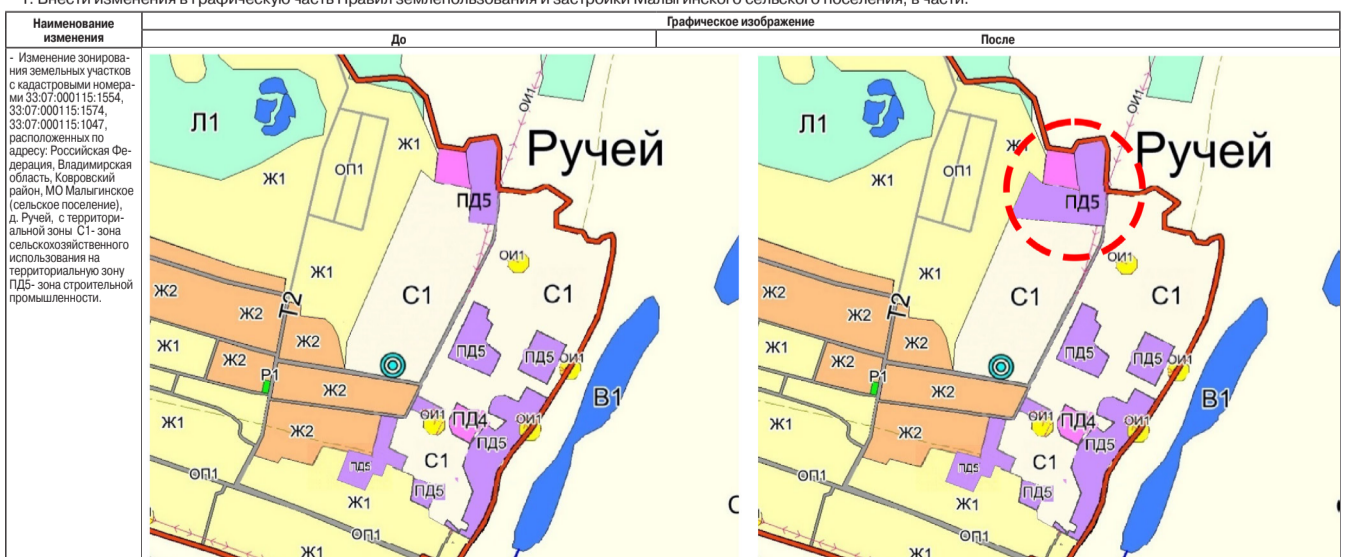 1. Внести изменения в графическую часть Правил землепользования и застройки Малыгинского сельского поселения, в части:
Наименование
изменения
Графическое изображение
До
После
- Изменение зонирова-
ния земельных участков
с кадастровыми номера-
ми 33:07:000115:1554,
33:07:000115:1574,
33:07:000115:1047,
расположенных по
адресу: Российская Фе-
дерация, Владимирская
область, Ковровский
район, МО Малыгинское
(сельское поселение),
д. Ручей, с территори-
альной зоны С1- зона
сельскохозяйственного
использования на
территориальную зону
ПД5- зона строительной
промышленности.
Л1
ОИ1
Ж1
Ручей
ОП1
Ж1
ПД5
ОИ1
Ж1
С1
С1
Ж2
Т2
Ж2
Ж2
Ж1
Ж2
ПД5
ПД5
ОИ1
Р1
Ж2
В1
Ж1
ОИ1
ПД4
ОИ1
Ж2
ПД5
ПД5
С1
ОП1
ПД5
Ж1
ОП1
Ж1
Л1
ОИ1
Ж1
Ручей
ОП1
Ж1
ПД5
ОИ1
Ж1
С1
С1
Ж2
Т2
Ж2
Ж2
Ж1
Ж2
ПД5
ПД5
ОИ1
Р1
Ж2
В1
Ж1
ОИ1
ПД4
ОИ1
Ж2
ПД5
ПД5
С1
ОП1
ПД5
Ж1
ОП1
Ж1